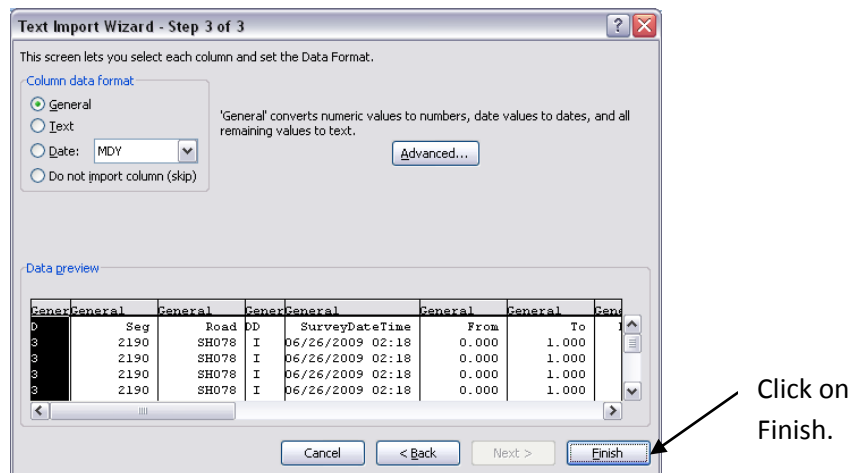 Text Import Wizard - Step 3 of 3
This screen lets you select each column and set the Data Format.
Column data format
General
Text
Date: MDY
Do not import column (skip)
'General' converts numeric values to numbers, date values to dates, and all
remaining values to text.
Advanced...
Data preview
Gener General General Gener General General General Gene
D Seg Road DD SurveyDateTime From To
3 2190 SH078 I 06/26/2009 02:18 0.000 1.000
3 2190 SH078 I 06/26/2009 02:18 0.000 1.000
3 2190 SH078 I 06/26/2009 02:18 0.000 1.000
3 2190 SH078 I 06/26/2009 02:18 0.000 1.000
Cancel < Back Next > Finish
Click on
Finish.